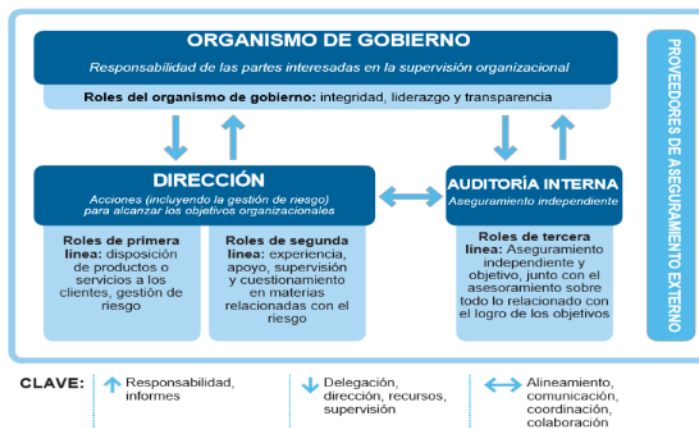 ORGANISMO DE GOBIERNO
Responsabilidad de las partes interesadas en la supervisión organizacional
Roles del organismo de gobierno: integridad, liderazgo y transparencia
DIRECCIÓN
Acciones (incluyendo la gestión de riesgo)
para alcanzar los objetivos organizacionales
Roles de primera
línea: disposición
de productos o
servicios a los
clientes, gestión de
riesgo
Roles de segunda
línea: experiencia,
apoyo, supervisión
y cuestionamiento
en materias
relacionadas con el
riesgo
AUDITORÍA INTERNA
Aseguramiento independiente
Roles de tercera
línea: Aseguramiento
independiente y
objetivo, junto con el
asesoramiento sobre
todo lo relacionado con
el logro de los objetivos
PROVEEDORES DE ASEGURAMIENTO EXTERNO
CLAVE:
Responsabilidad,
informes
Delegación,
dirección, recursos,
supervisión
Alineamiento,
comunicación,
coordinación,
colaboración